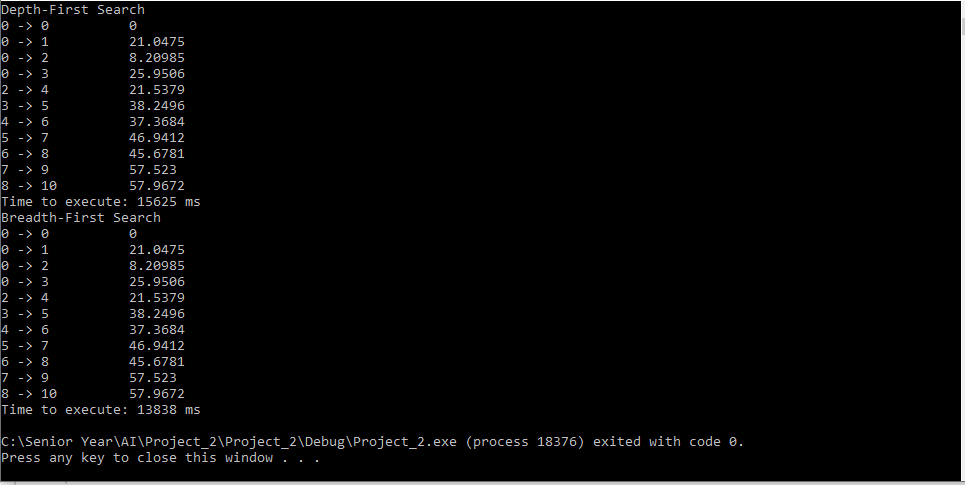 Depth-First Search
0 -> 0          0
0 -> 1          21.0475
0 -> 2          8.20985
0 -> 3          25.9506
2 -> 4          21.5379
3 -> 5          38.2496
4 -> 6          37.3684
5 -> 7          46.9412
6 -> 8          45.6781
7 -> 9          57.523
8 -> 10         57.9672
Time to execute: 15625 ms
Breadth-First Search
0 -> 0          0
0 -> 1          21.0475
0 -> 2          8.20985
0 -> 3          25.9506
2 -> 4          21.5379
3 -> 5          38.2496
4 -> 6          37.3684
5 -> 7          46.9412
6 -> 8          45.6781
7 -> 9          57.523
8 -> 10         57.9672
Time to execute: 13838 ms

C:\Senior Year\AI\Project_2\Project_2\Debug\Project_2.exe (process 18376) exited with code 0.
Press any key to close this window . . .